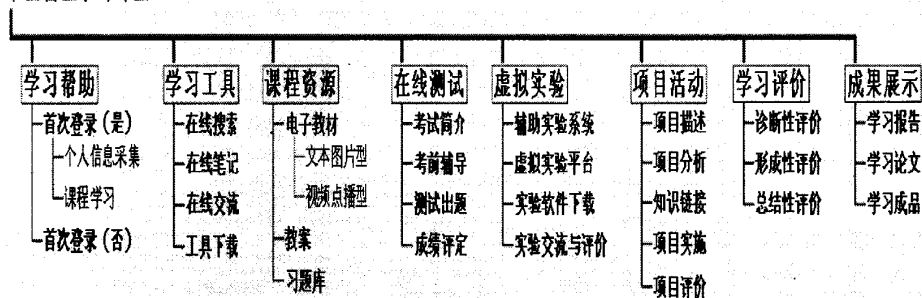 学习帮助
首次登录(是)
个人信息采集
课程学习
首次登录(否)
学习工具
在线搜索
在线笔记
在线交流
工具下载
课程资源
电子教材
文本图片型
视频点播型
教案
习题库
在线测试
考试简介
考前辅导
测试出题
成绩评定
虚拟实验
辅助实验系统
虚拟实验平台
实验软件下载
实验交流与评价
项目活动
项目描述
项目分析
知识链接
项目实施
项目评价
学习评价
诊断性评价
形成性评价
总结性评价
成果展示
学习报告
学习论文
学习成品